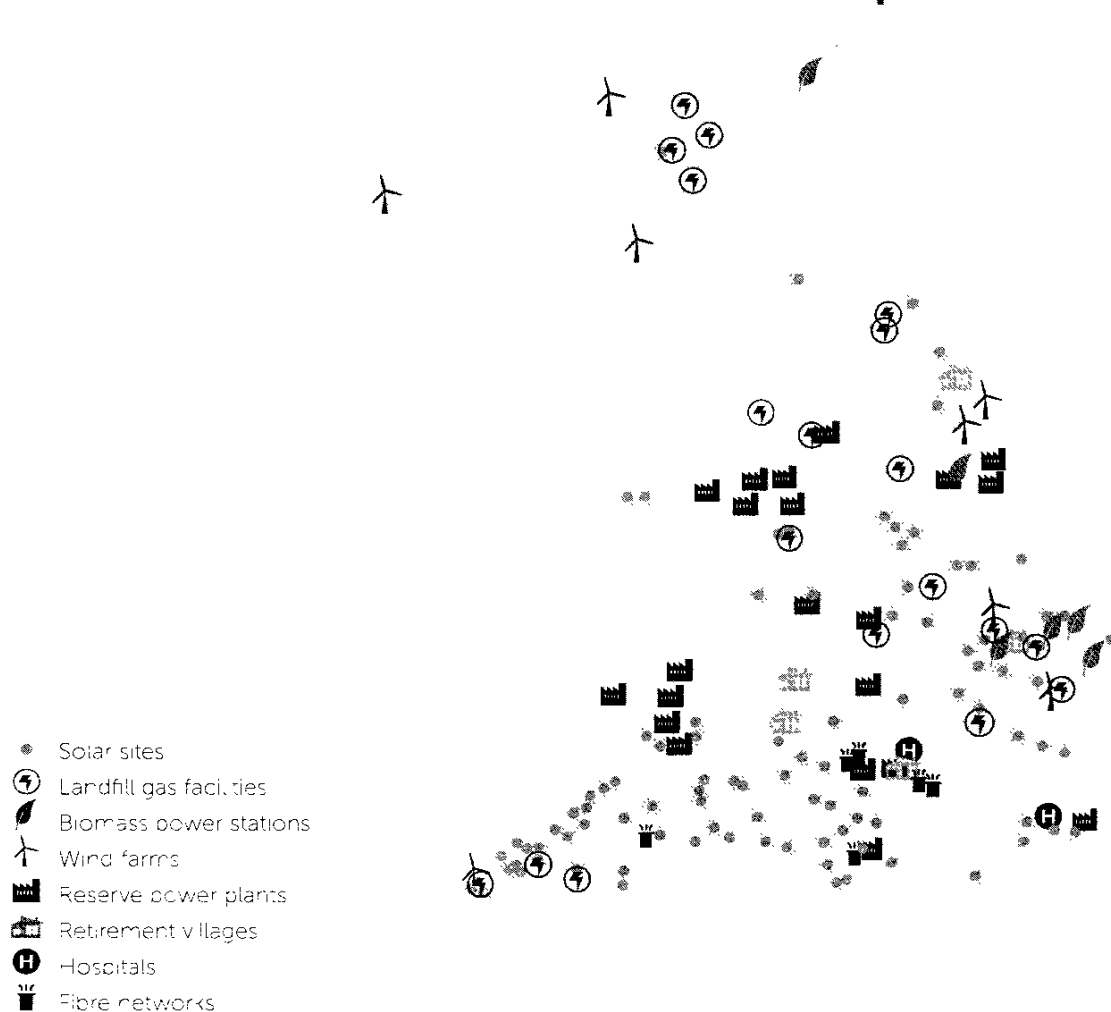 Solar sites
Landfill gas facilities
Biomass power stations
Wind farms
Reserve power plants
Retirement villages
H Hospitals
Fibre networks
H
H